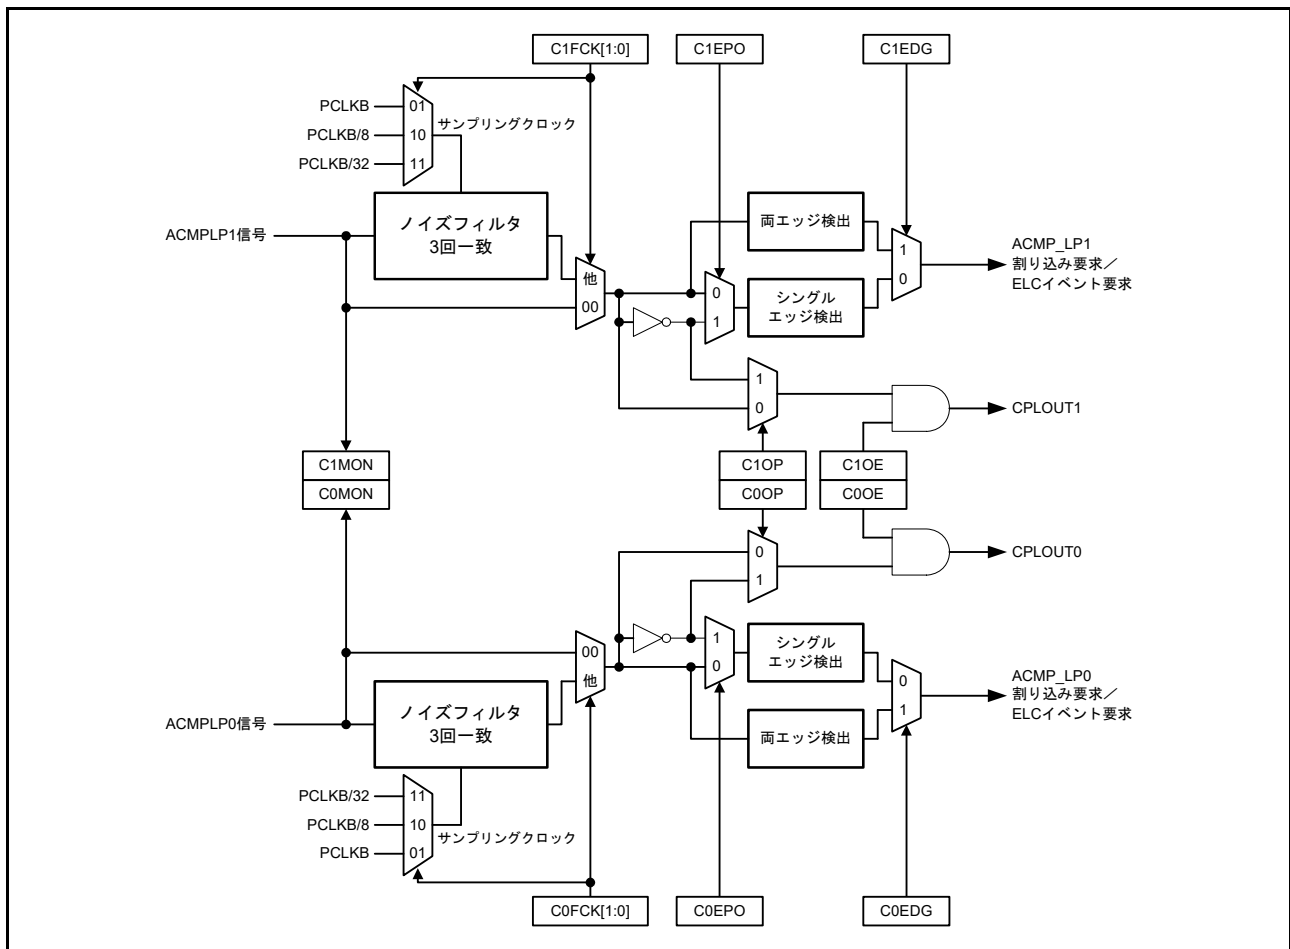 C1FCK[1:0]
C1EPO
C1EDG
PCLKB
01
サンプリングクロック
PCLKB/8
10
PCLKB/32
11
ACMPLP1信号
ノイズフィルタ
3回一致
他
00
両エッジ検出
0
1
シングル
エッジ検出
1
0
ACMP_LP1
割り込み要求／
ELCイベント要求
1
0
CPLOUT1
C1MON
C0MON
C1OP
C0OP
C1OE
C0OE
0
1
CPLOUT0
00
他
1
0
シングル
エッジ検出
0
1
ACMP_LP0
割り込み要求／
ELCイベント要求
ACMPLP0信号
ノイズフィルタ
3回一致
両エッジ検出
PCLKB/32
11
PCLKB/8
10
サンプリングクロック
PCLKB
01
C0FCK[1:0]
C0EPO
C0EDG